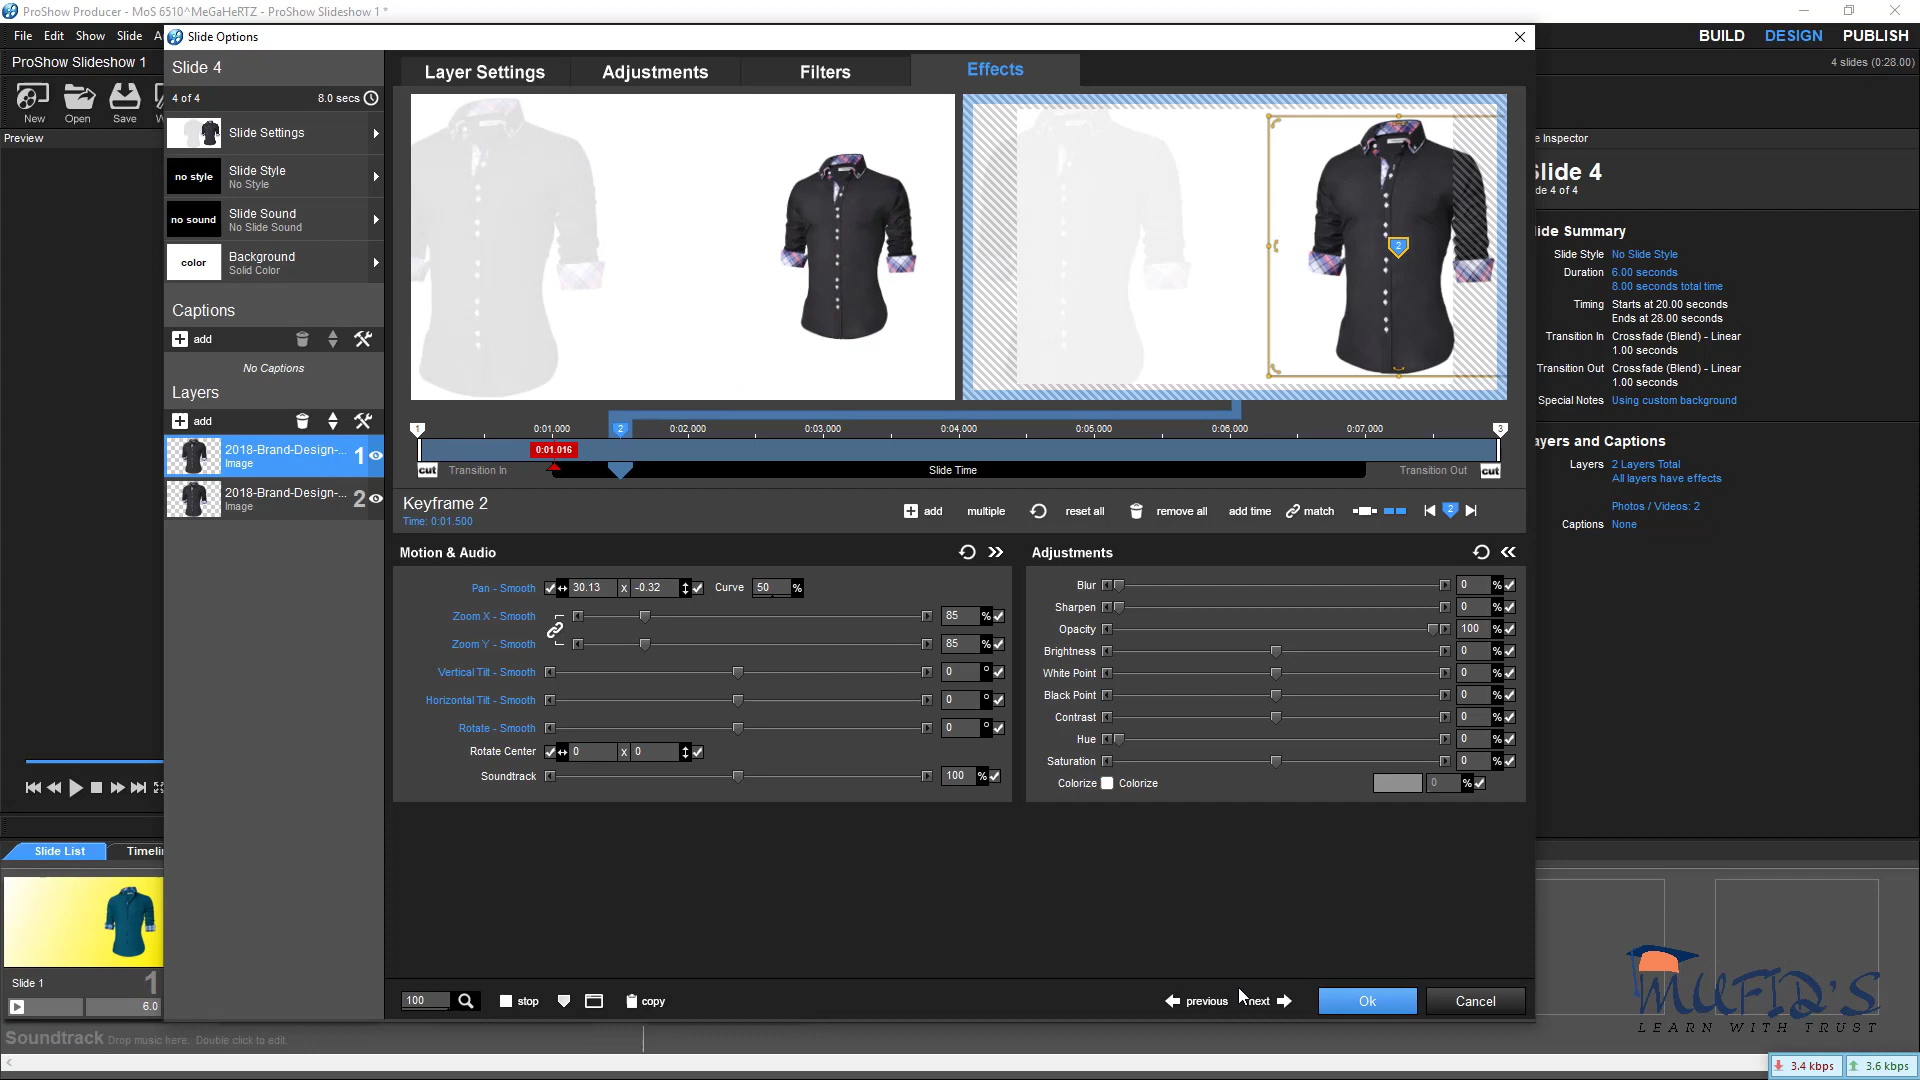 ProShow Producer - MoS 6510^MeGaHeRTZ - ProShow Slideshow 1 *
File Edit Show Slide
BUILD DESIGN PUBLISH
ProShow Slideshow 1
4 slides (0:28.00)
New Open Save
Preview
Slide Options
Slide 4
4 of 4 8.0 secs
Slide Settings
no style Slide Style
No Style
no sound Slide Sound
No Slide Sound
color Background
Solid Color
Captions
add
No Captions
Layers
add
2018-Brand-Design-... 1
Image
2018-Brand-Design-... 2
Image
Layer Settings Adjustments Filters Effects
2
1 0:01.000 2 0:02.000 0:03.000 0:04.000 0:05.000 0:06.000 0:07.000 3
0:01.016
cut Transition In Slide Time Transition Out cut
Keyframe 2
Time: 0:01.500
add multiple reset all remove all add time match 2
Motion & Audio
Pan - Smooth 30.13 x -0.32 Curve 50 %
Zoom X - Smooth 85 %
Zoom Y - Smooth 85 %
Vertical Tilt - Smooth 0 °
Horizontal Tilt - Smooth 0 °
Rotate - Smooth 0 °
Rotate Center 0 x 0
Soundtrack 100 %
Adjustments
Blur 0 %
Sharpen 0 %
Opacity 100 %
Brightness 0 %
White Point 0 %
Black Point 0 %
Contrast 0 %
Hue 0 %
Saturation 0 %
Colorize Colorize 0 %
100 stop copy previous next Ok Cancel
e Inspector
Slide 4
de 4 of 4
lide Summary
Slide Style No Slide Style
Duration 6.00 seconds
8.00 seconds total time
Timing Starts at 20.00 seconds
Ends at 28.00 seconds
Transition In Crossfade (Blend) - Linear
1.00 seconds
Transition Out Crossfade (Blend) - Linear
1.00 seconds
Special Notes Using custom background
ayers and Captions
Layers 2 Layers Total
All layers have effects
Photos / Videos: 2
Captions None
Slide List Timelin
Slide 1 1
6.0
Soundtrack Drop music here. Double click to edit.
MUFID'S
LEARN WITH TRUST
3.4 kbps 3.6 kbps